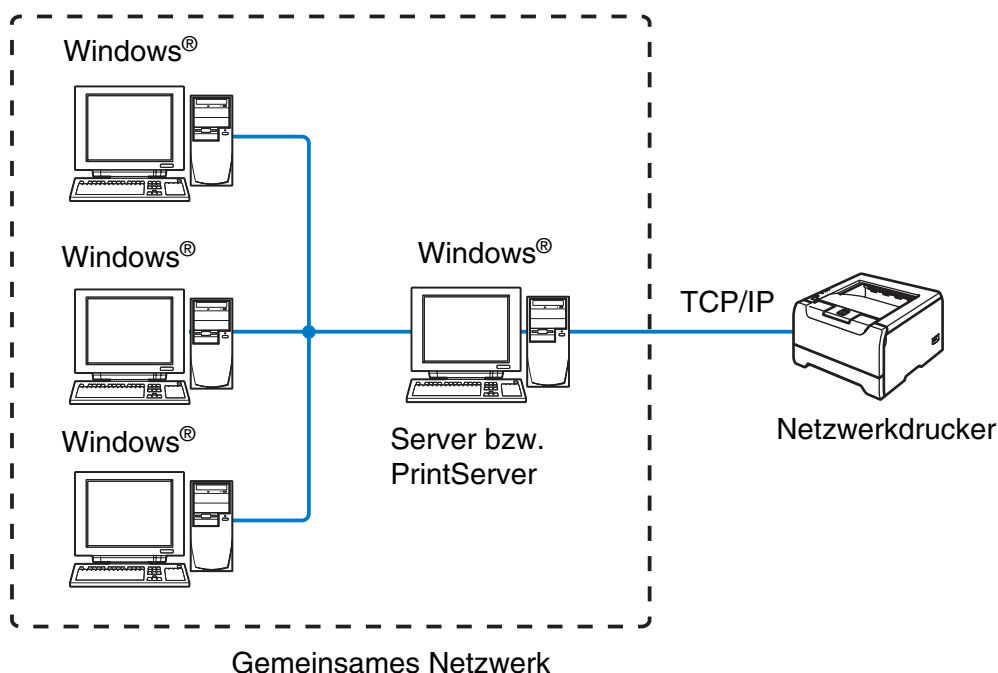 Windows®
Windows®
Windows®
Windows®
Server bzw.
PrintServer
TCP/IP
Netzwerkdrucker
Gemeinsames Netzwerk